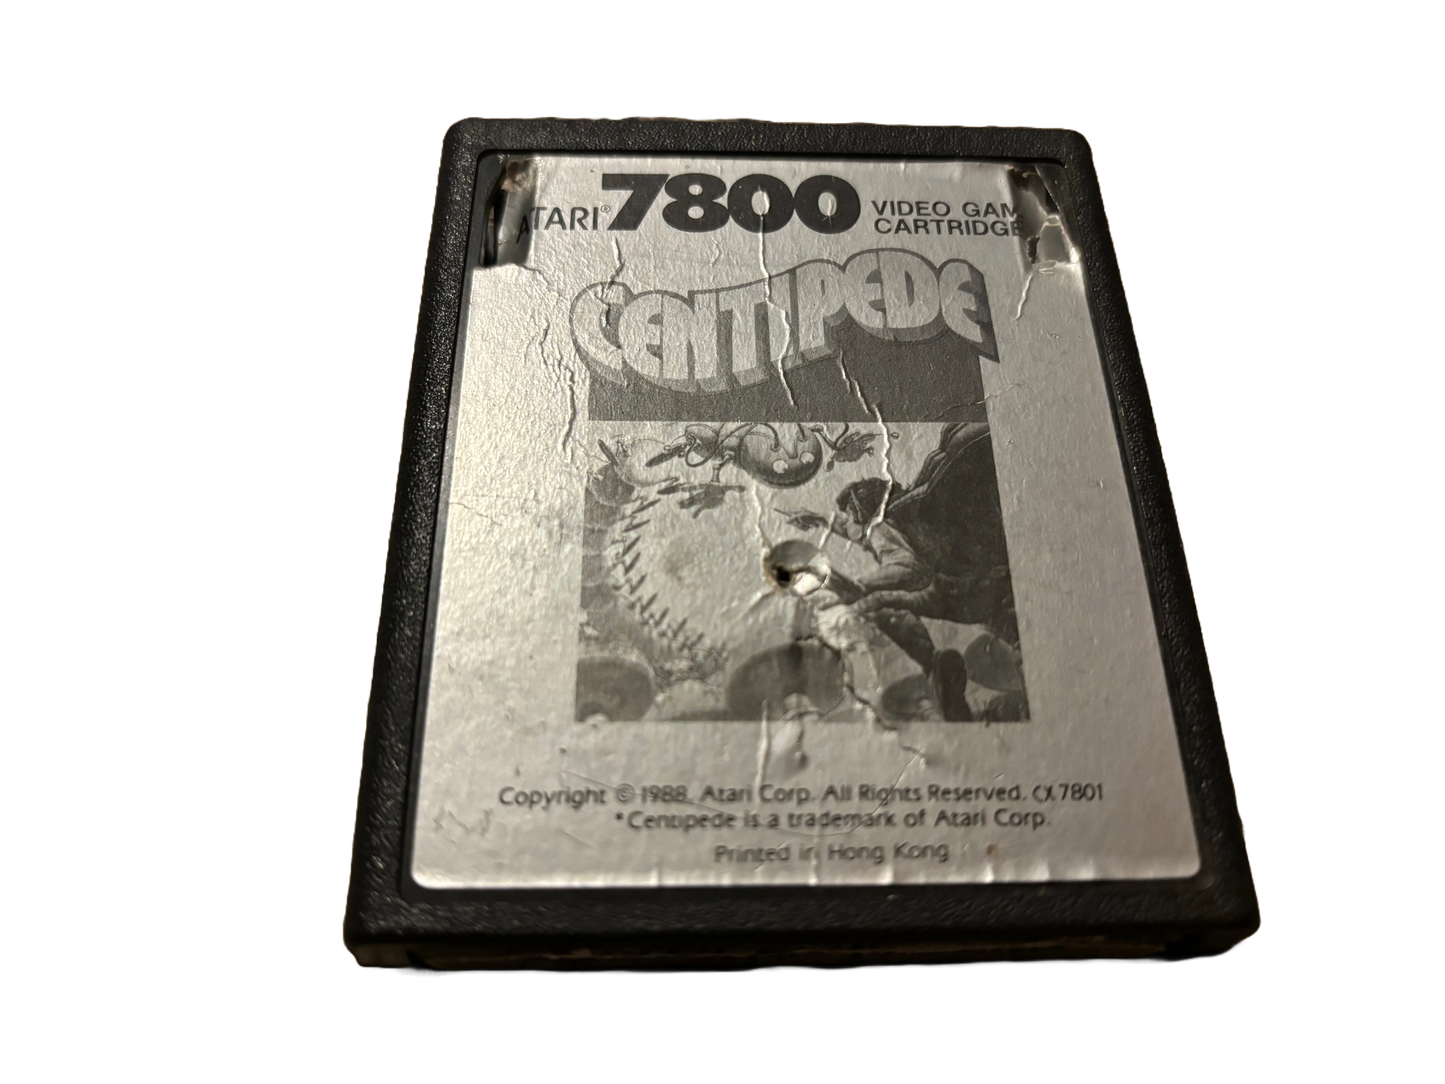 ATARI® 7800 VIDEO GAM
CARTRIDGE
CENTIPEDE
Copyright © 1988, Atari Corp. All Rights Reserved. CX7801
*Centipede is a trademark of Atari Corp.
Printed in Hong Kong